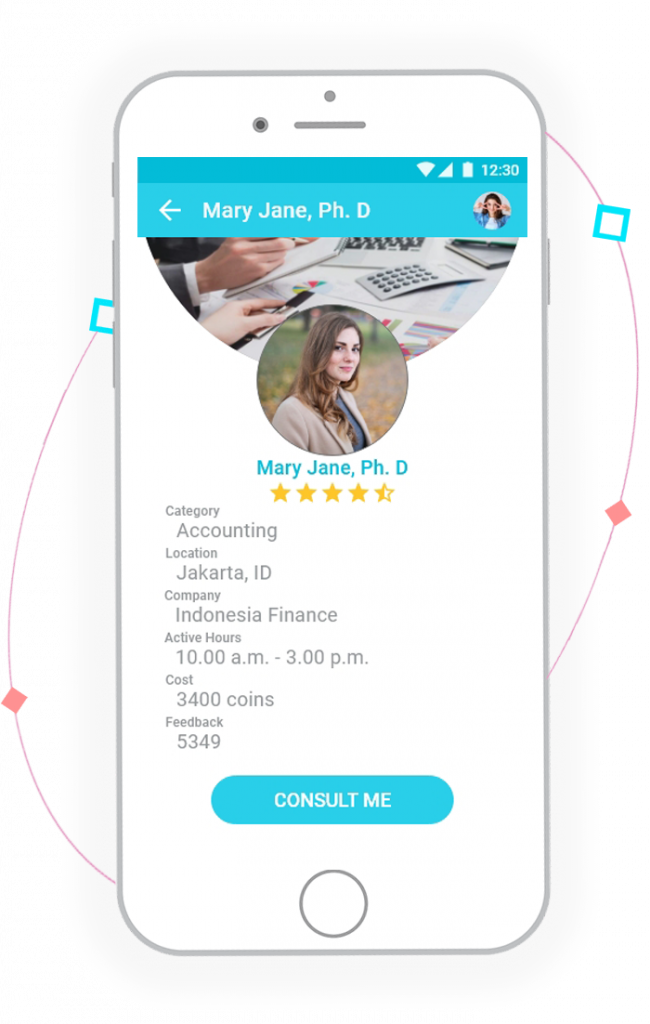 12:30
Mary Jane, Ph. D
Mary Jane, Ph. D
Category
Accounting
Location
Jakarta, ID
Company
Indonesia Finance
Active Hours
10.00 a.m. - 3.00 p.m.
Cost
3400 coins
Feedback
5349
CONSULT ME